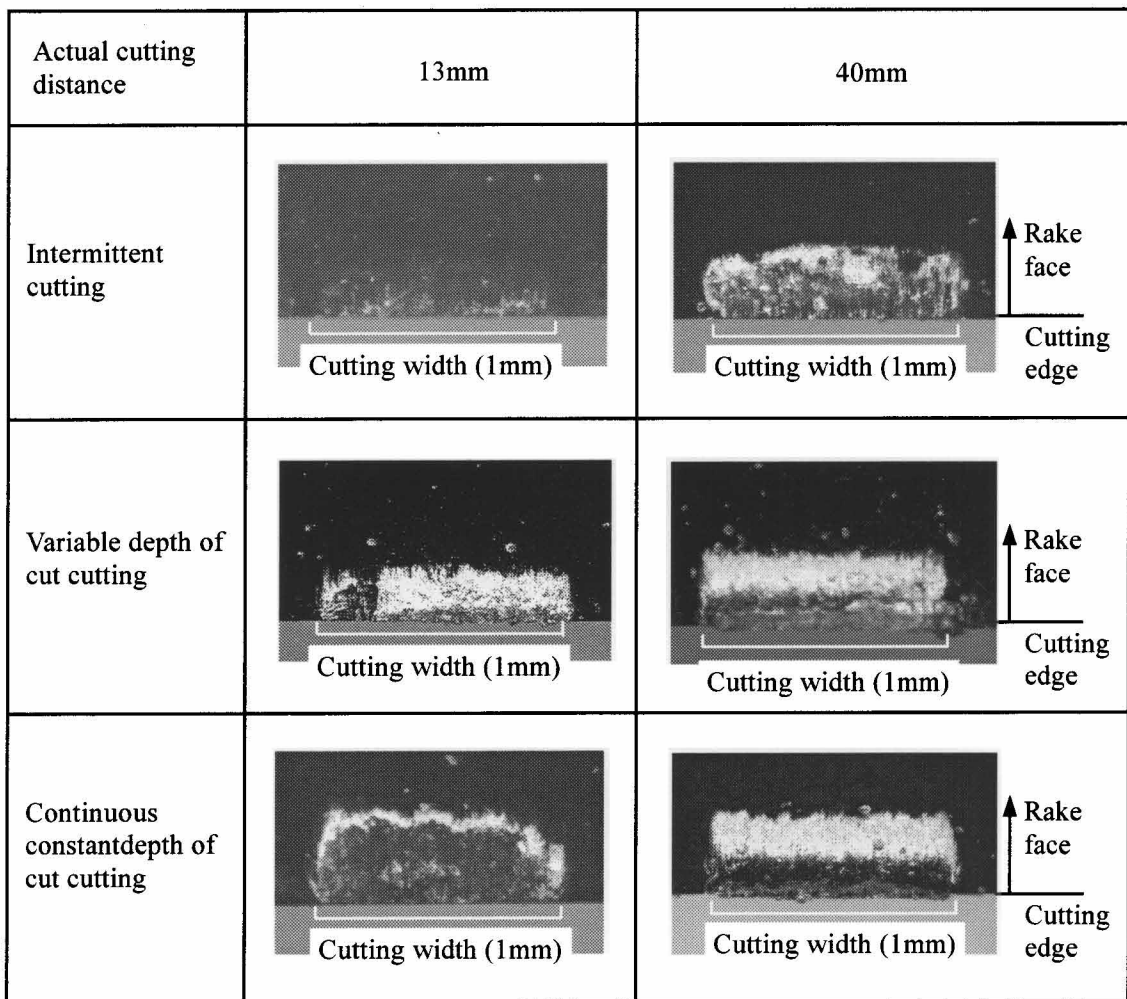 Actual cutting
distance
13mm
40mm
Intermittent
cutting
Cutting width (1mm)
Cutting width (1mm)
Rake
face
Cutting
edge
Variable depth of
cut cutting
Cutting width (1mm)
Cutting width (1mm)
Rake
face
Cutting
edge
Continuous
constantdepth of
cut cutting
Cutting width (1mm)
Cutting width (1mm)
Rake
face
Cutting
edge